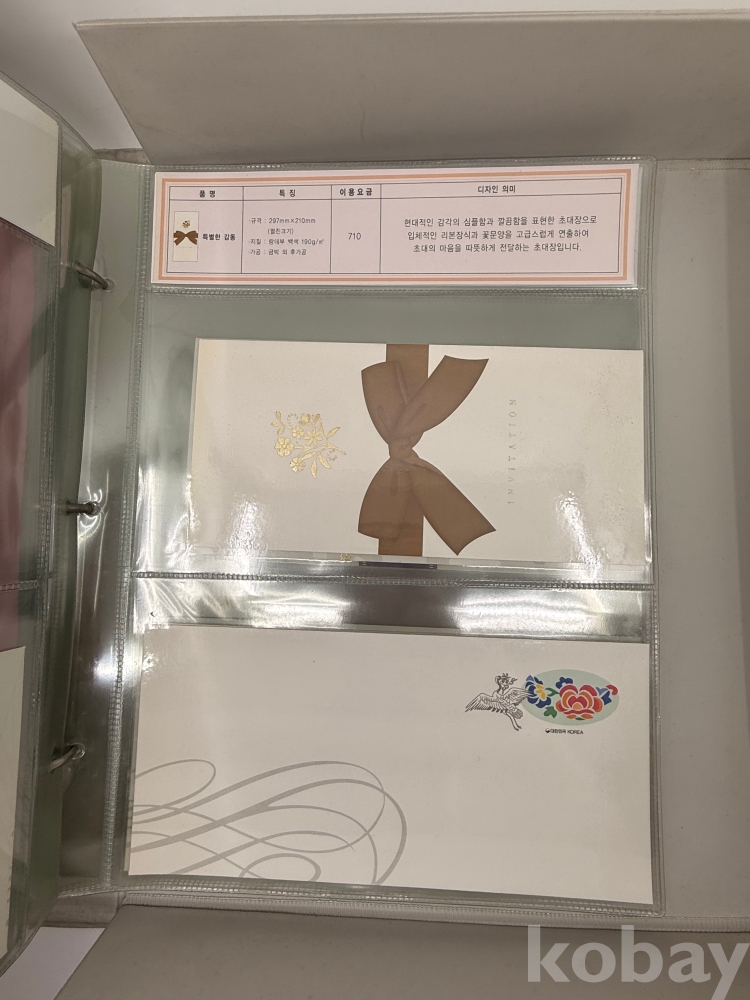 품 명 특 징 이용요금 디자인 의미
특별한 감동
·규격 : 297mm×210mm
(펼친크기)
·지질 : 랑데부 백색 190g/㎡
·가공 : 금박 외 후가공
710
현대적인 감각의 심플함과 깔끔함을 표현한 초대장으로
입체적인 리본장식과 꽃문양을 고급스럽게 연출하여
초대의 마음을 따뜻하게 전달하는 초대장입니다.
INVITATION
대한민국 KOREA
kobay